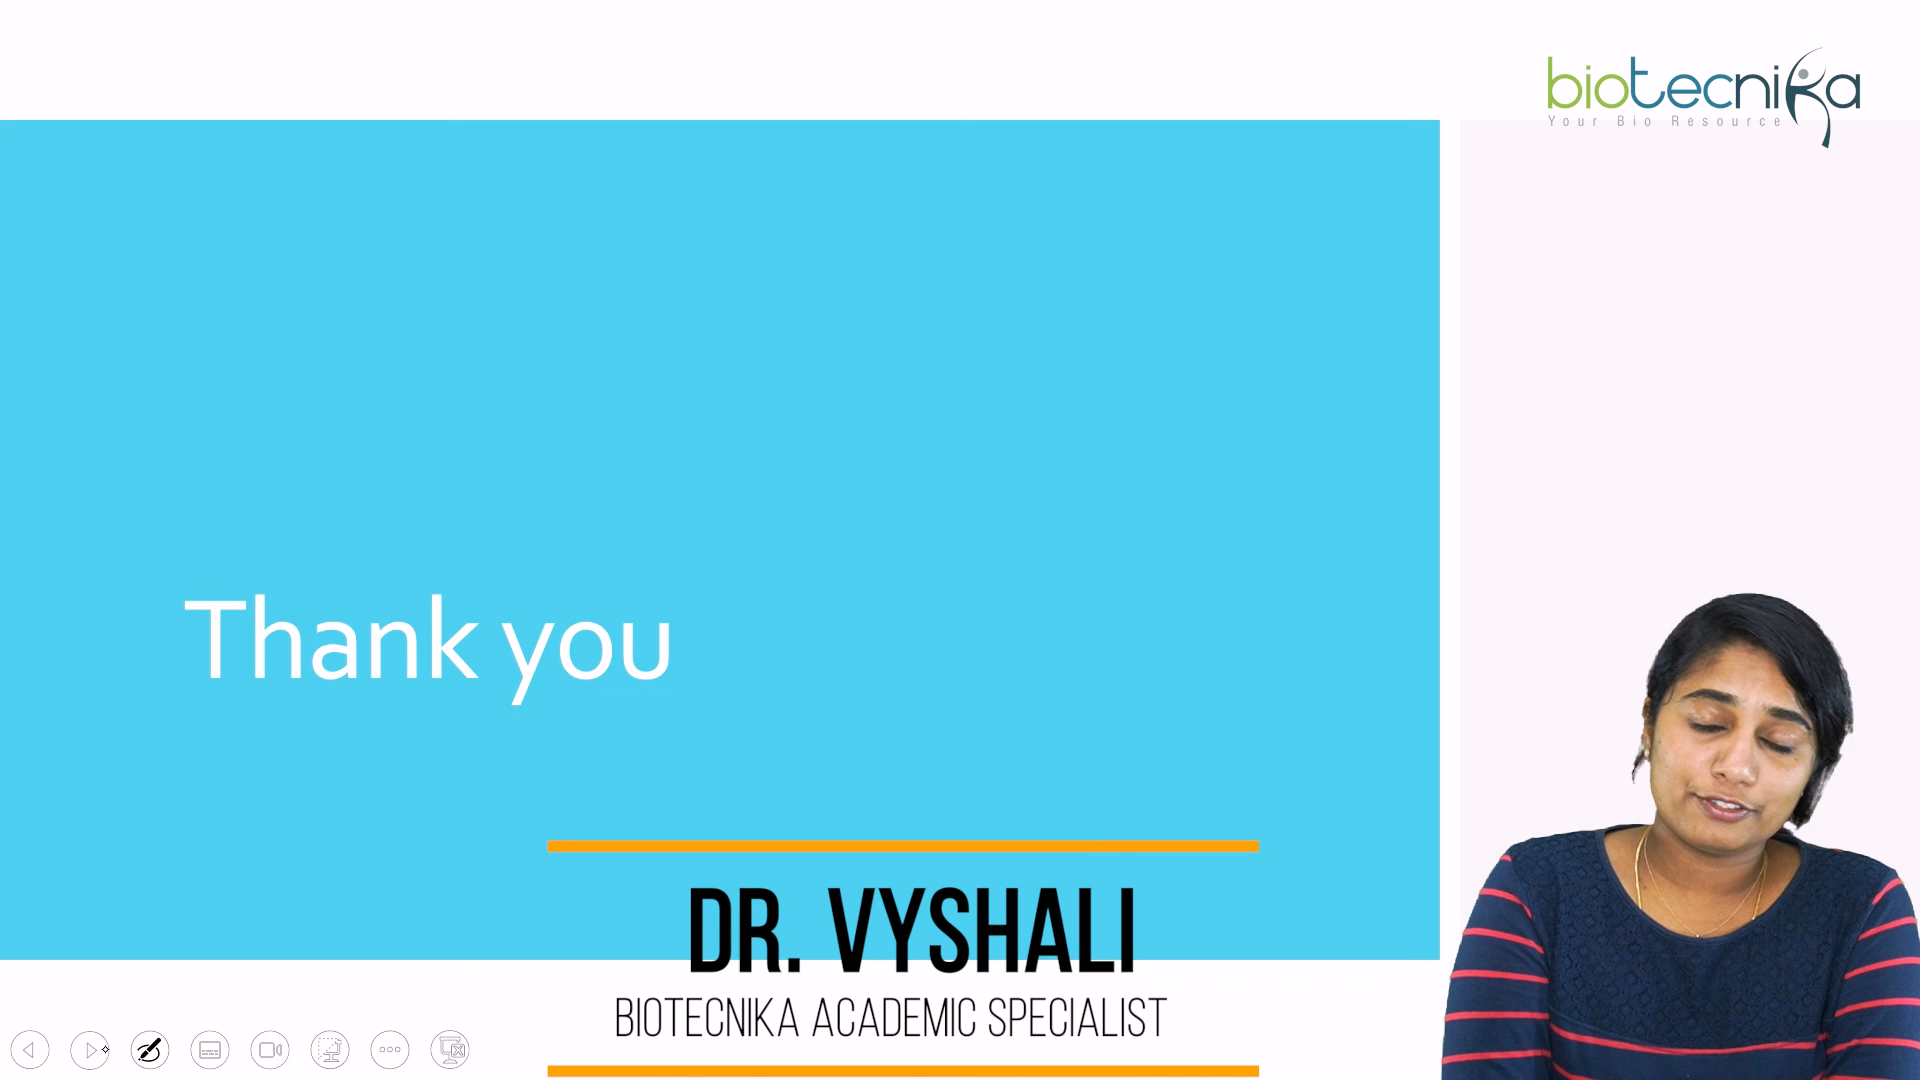 biotecnika
Your Bio Resource
Thank you
DR. VYSHALI
BIOTECNIKA ACADEMIC SPECIALIST